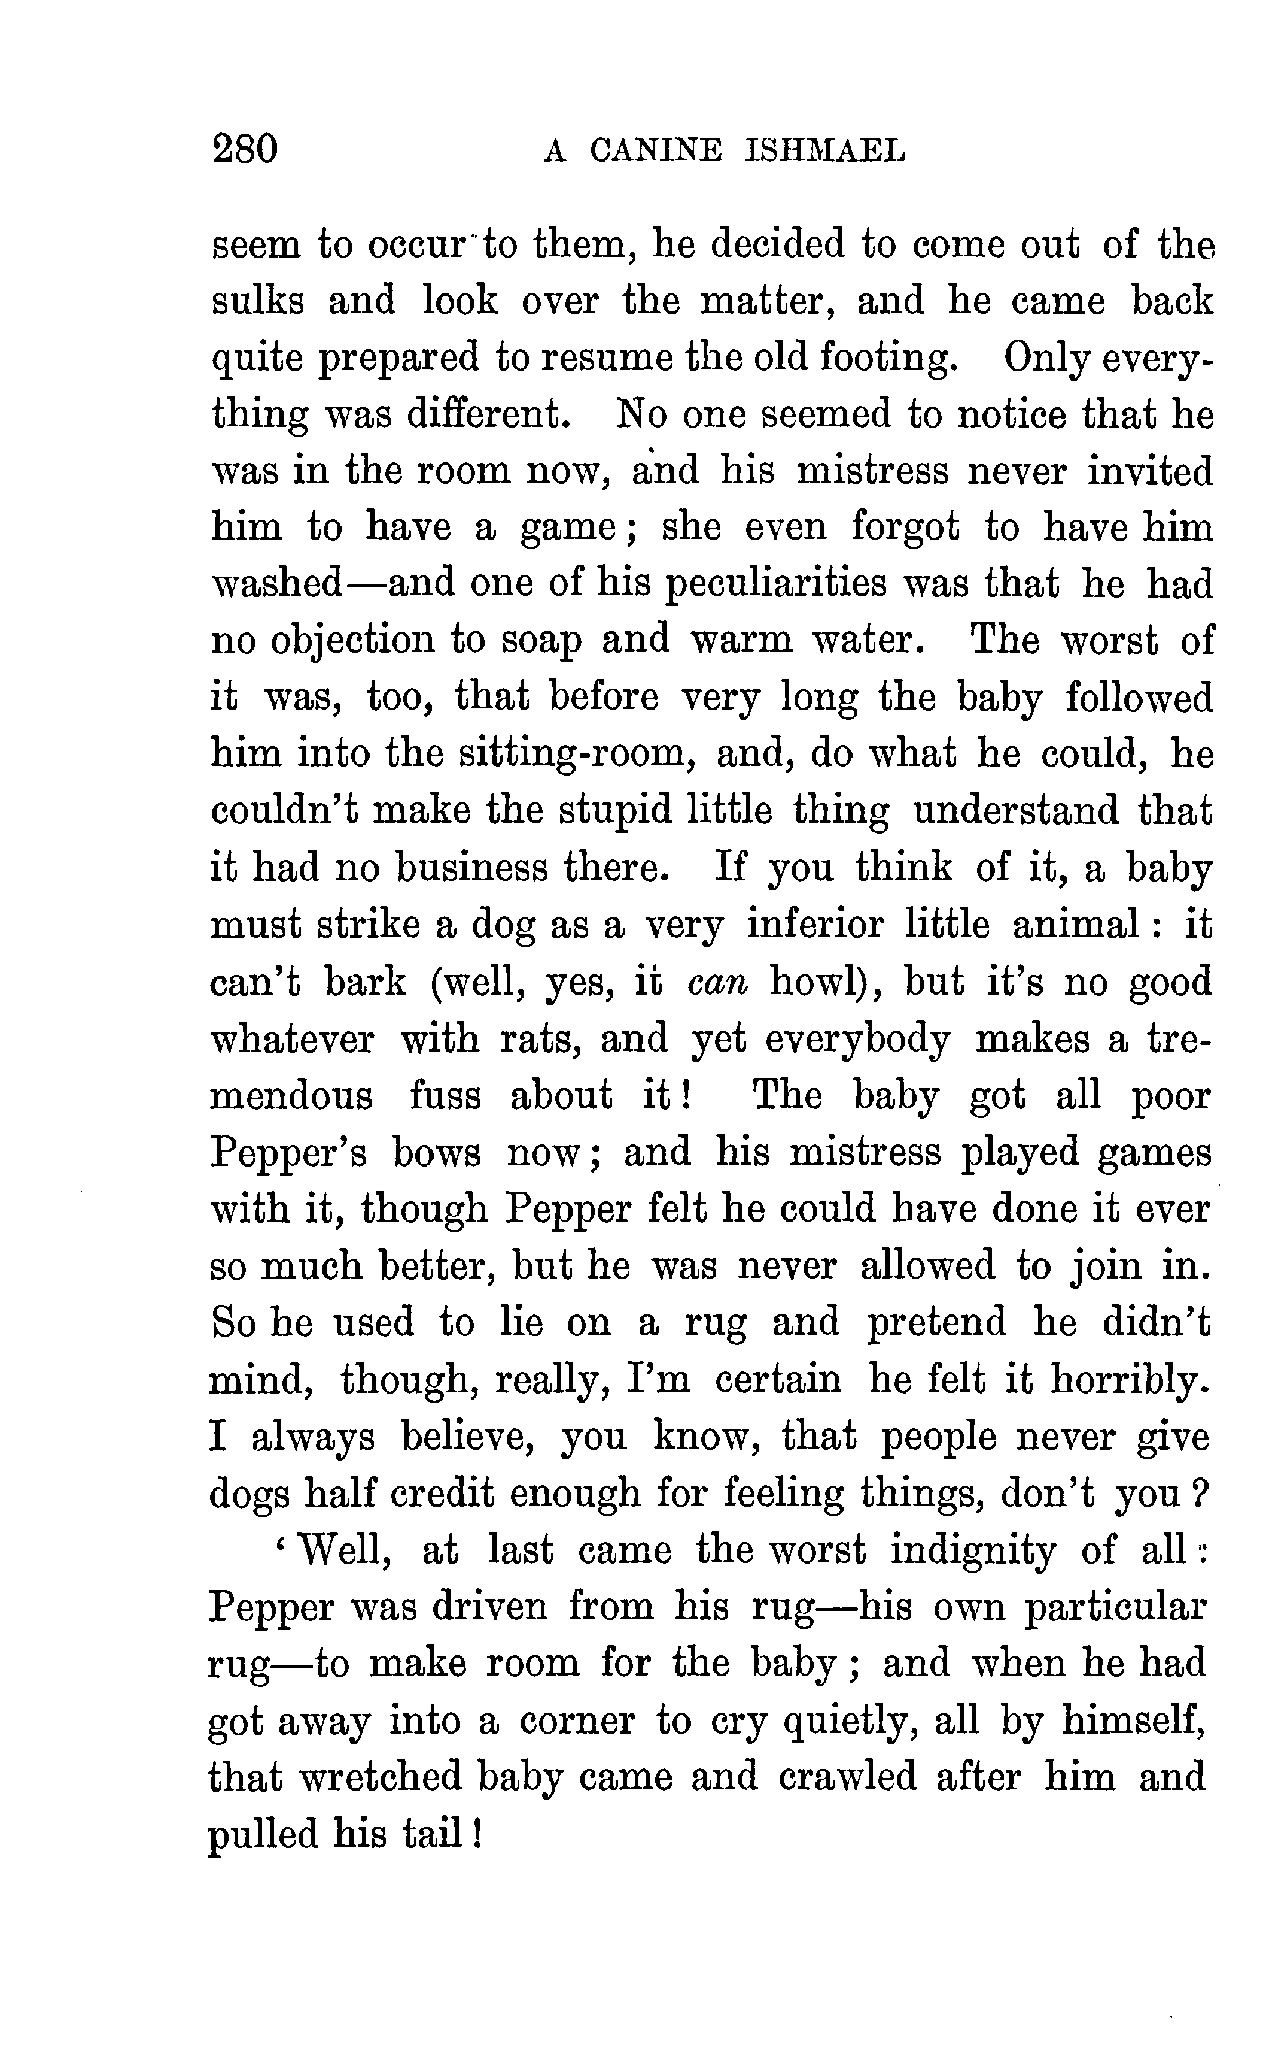 280 A CANINE ISHMAEL
seem to occur to them, he decided to come out of the
sulks and look over the matter, and he came back
quite prepared to resume the old footing. Only every-
thing was different. No one seemed to notice that he
was in the room now, and his mistress never invited
him to have a game ; she even forgot to have him
washed—and one of his peculiarities was that he had
no objection to soap and warm water. The worst of
it was, too, that before very long the baby followed
him into the sitting-room, and, do what he could, he
couldn't make the stupid little thing understand that
it had no business there. If you think of it, a baby
must strike a dog as a very inferior little animal : it
can't bark (well, yes, it can howl), but it's no good
whatever with rats, and yet everybody makes a tre-
mendous fuss about it ! The baby got all poor
Pepper's bows now ; and his mistress played games
with it, though Pepper felt he could have done it ever
so much better, but he was never allowed to join in.
So he used to lie on a rug and pretend he didn't
mind, though, really, I'm certain he felt it horribly.
I always believe, you know, that people never give
dogs half credit enough for feeling things, don't you ?
‘ Well, at last came the worst indignity of all :
Pepper was driven from his rug—his own particular
rug—to make room for the baby ; and when he had
got away into a corner to cry quietly, all by himself,
that wretched baby came and crawled after him and
pulled his tail !